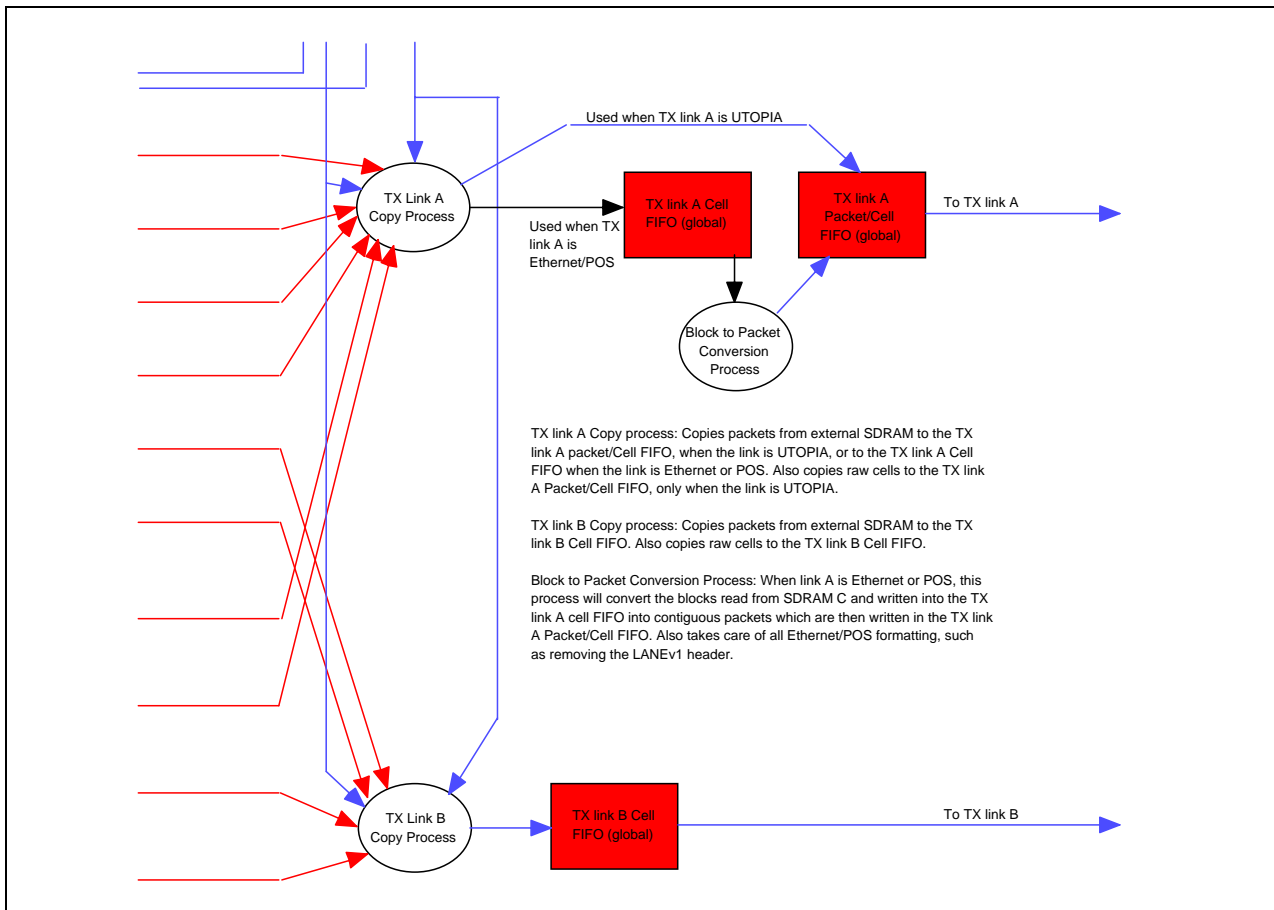 Used when TX link A is UTOPIA
TX Link A
Copy Process
TX link A Cell
FIFO (global)
TX link A
Packet/Cell
FIFO (global)
To TX link A
Used when TX
link A is
Ethernet/POS
Block to Packet
Conversion
Process
TX link A Copy process: Copies packets from external SDRAM to the TX
link A packet/Cell FIFO, when the link is UTOPIA, or to the TX link A Cell
FIFO when the link is Ethernet or POS. Also copies raw cells to the TX link
A Packet/Cell FIFO, only when the link is UTOPIA.
TX link B Copy process: Copies packets from external SDRAM to the TX
link B Cell FIFO. Also copies raw cells to the TX link B Cell FIFO.
Block to Packet Conversion Process: When link A is Ethernet or POS, this
process will convert the blocks read from SDRAM C and written into the TX
link A cell FIFO into contiguous packets which are then written in the TX link
A Packet/Cell FIFO. Also takes care of all Ethernet/POS formatting, such
as removing the LANEv1 header.
TX Link B
Copy Process
TX link B Cell
FIFO (global)
To TX link B